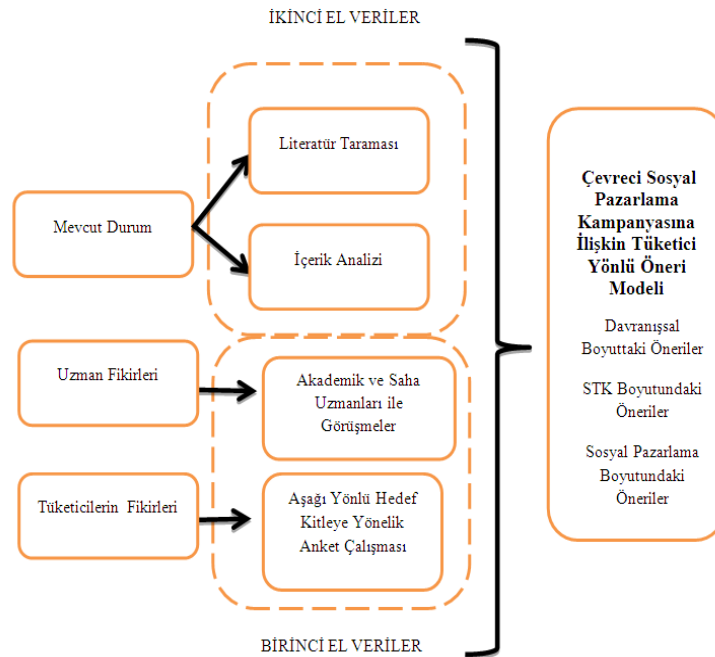 İKİNCİ EL VERİLER
Literatür Taraması
Mevcut Durum
İçerik Analizi
Uzman Fikirleri
Akademik ve Saha
Uzmanları ile
Görüşmeler
Tüketicilerin Fikirleri
Aşağı Yönlü Hedef
Kitleye Yönelik
Anket Çalışması
BİRİNCİ EL VERİLER
Çevreci Sosyal
Pazarlama
Kampanyasına
İlişkin Tüketici
Yönlü Öneri
Modeli
Davranışsal
Boyuttaki Öneriler
STK Boyutundaki
Öneriler
Sosyal Pazarlama
Boyutundaki
Öneriler